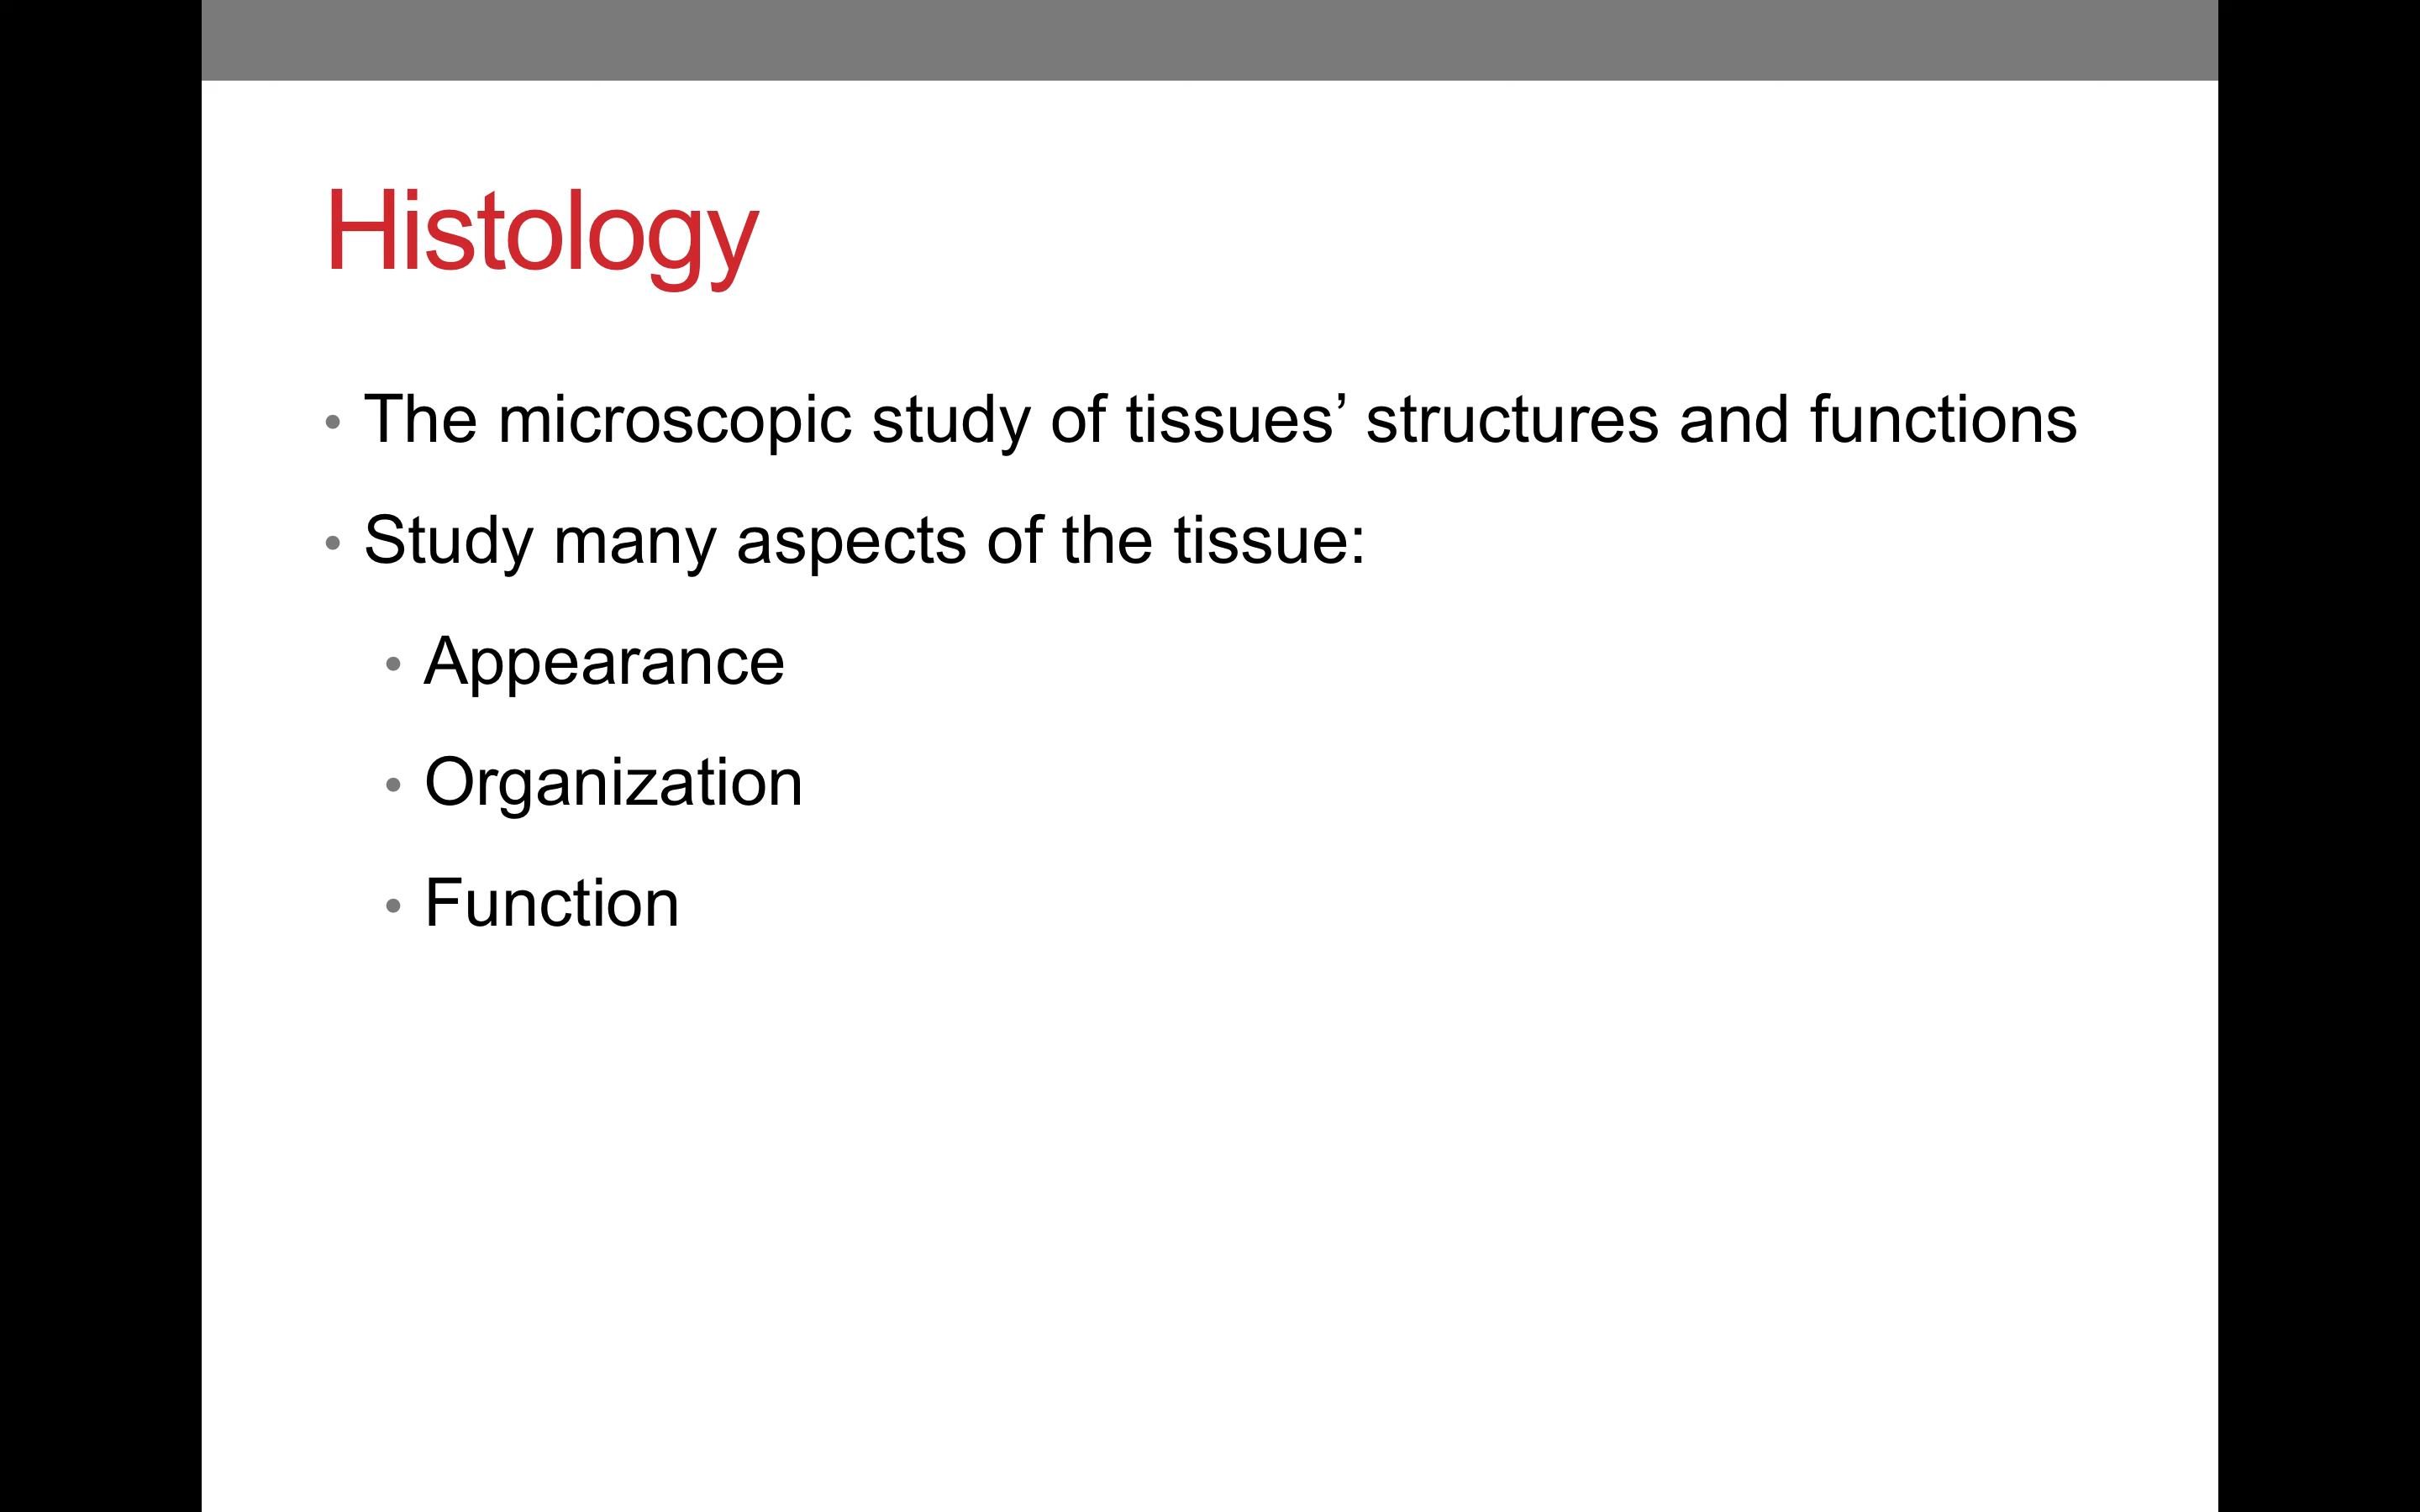 Histology
• The microscopic study of tissues’ structures and functions
• Study many aspects of the tissue:
• Appearance
• Organization
• Function